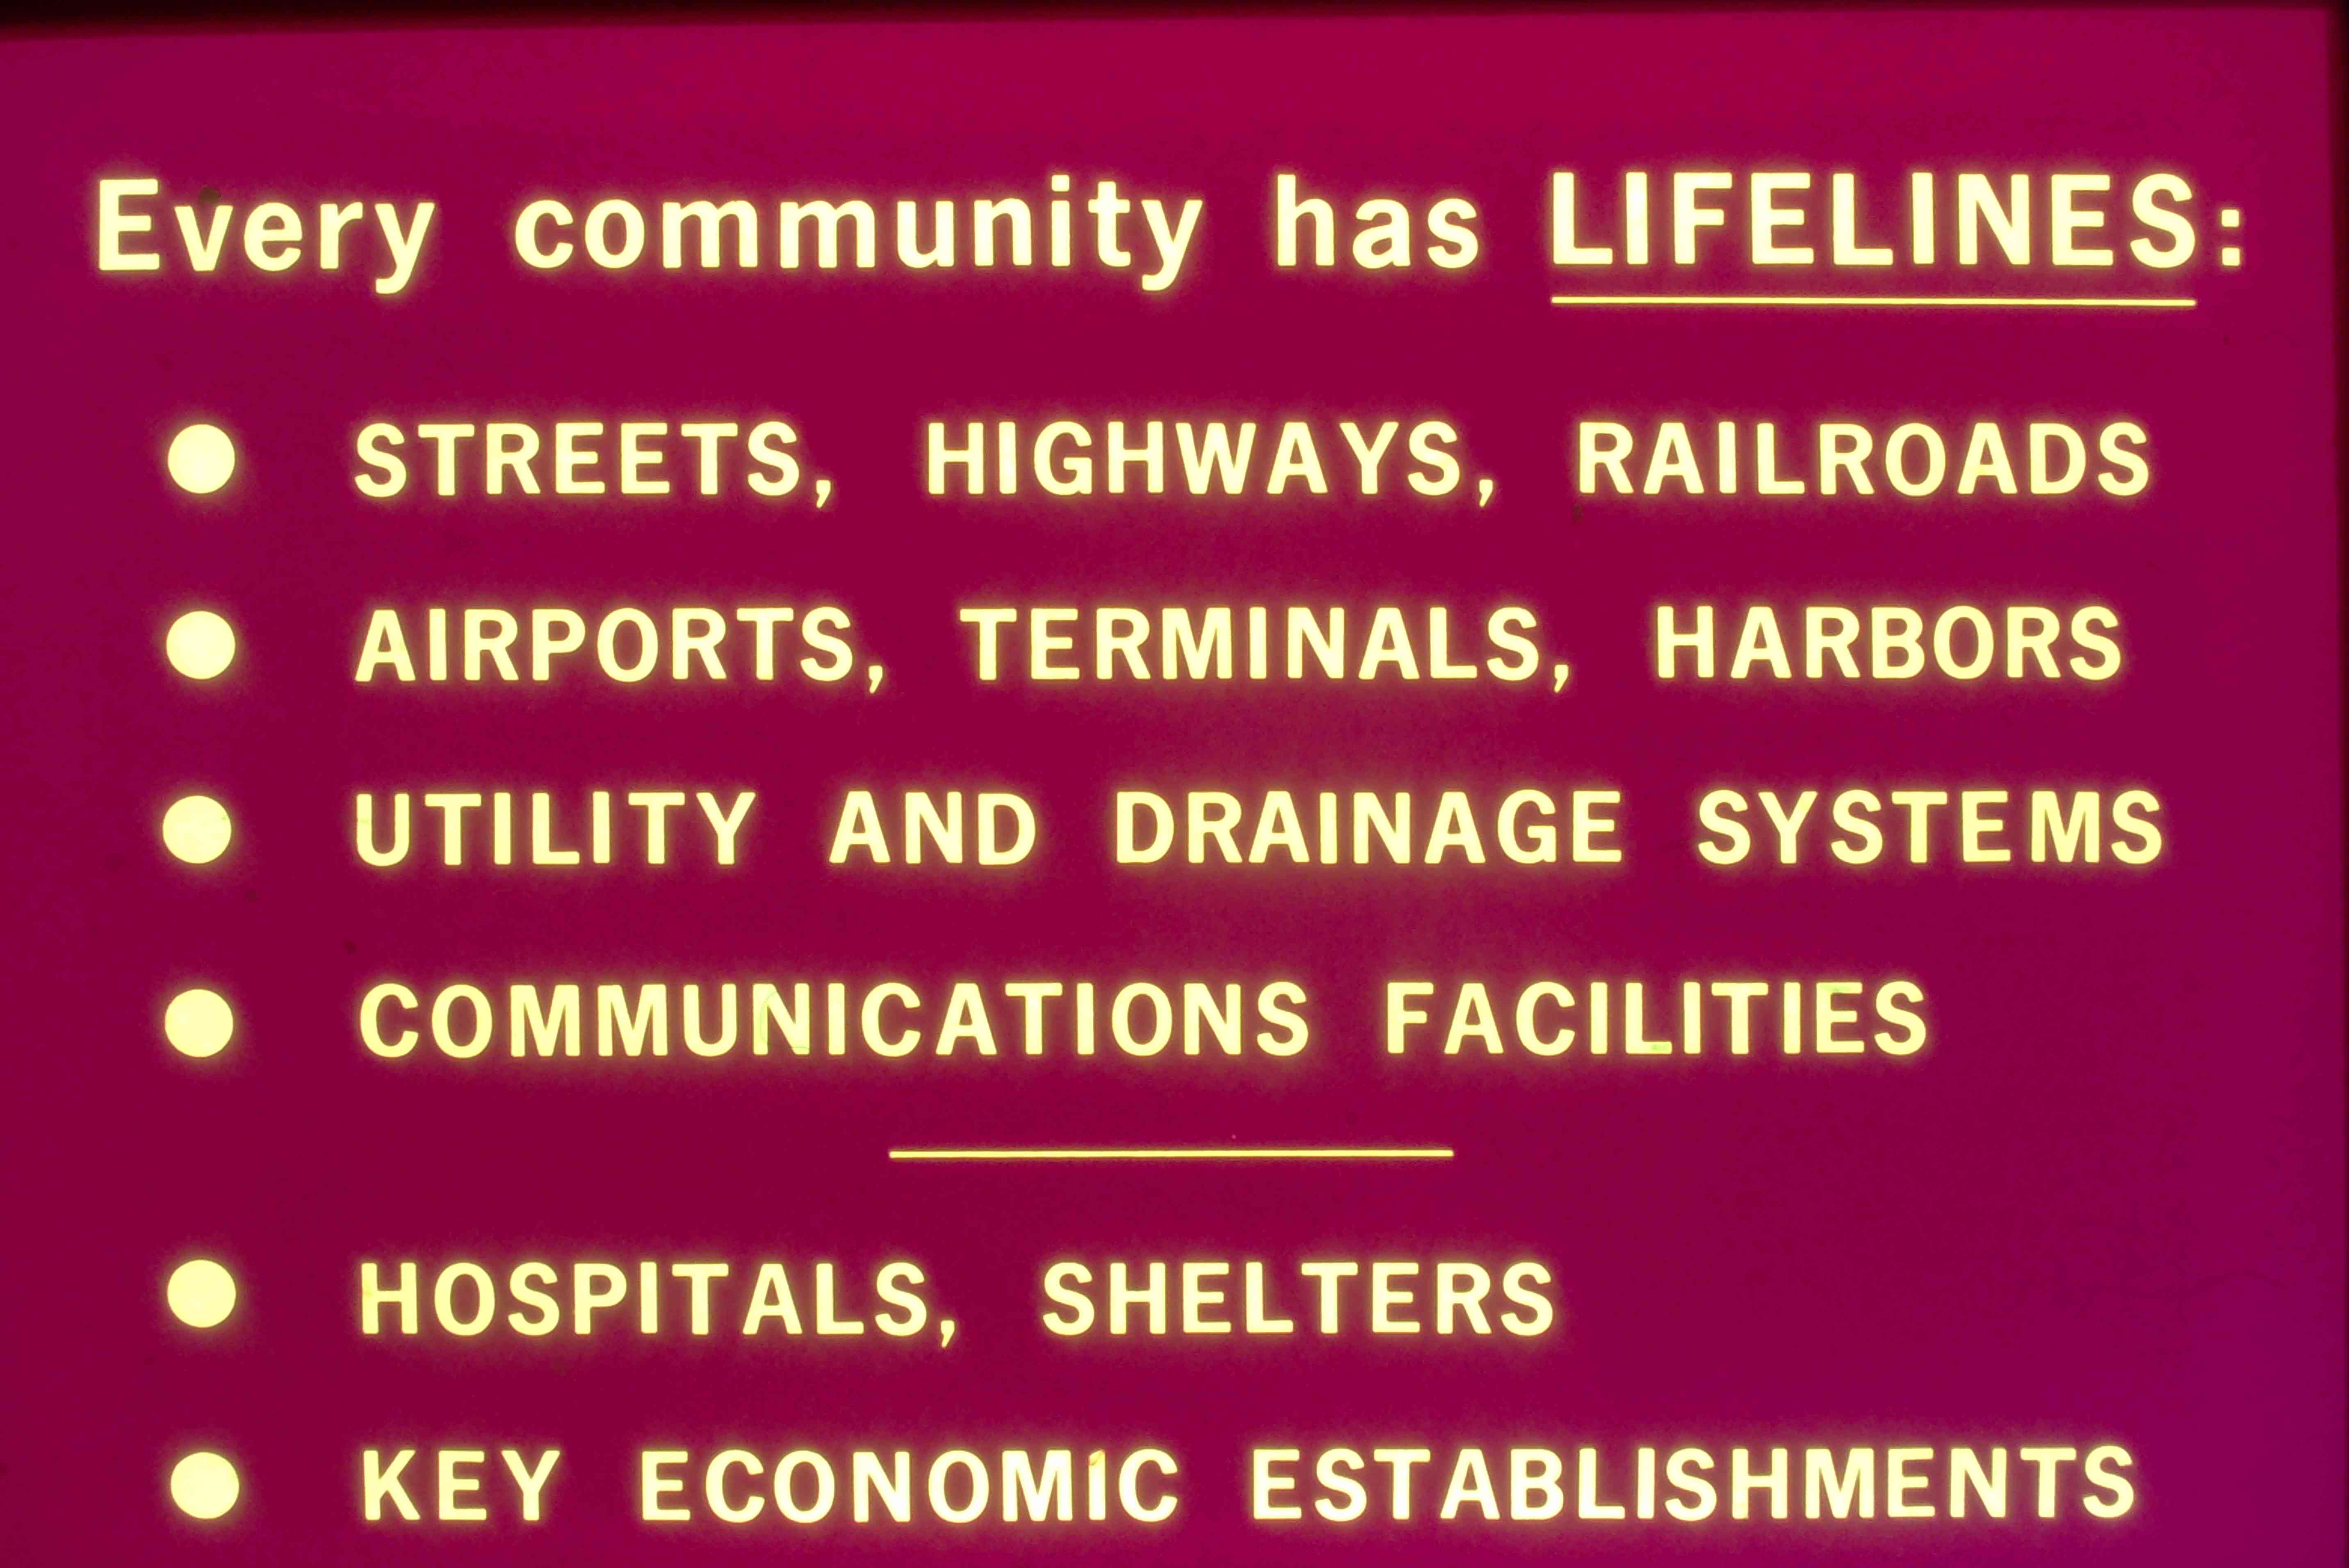 Every community has LIFELINES:
● STREETS, HIGHWAYS, RAILROADS
● AIRPORTS, TERMINALS, HARBORS
● UTILITY AND DRAINAGE SYSTEMS
● COMMUNICATIONS FACILITIES
● HOSPITALS, SHELTERS
● KEY ECONOMIC ESTABLISHMENTS